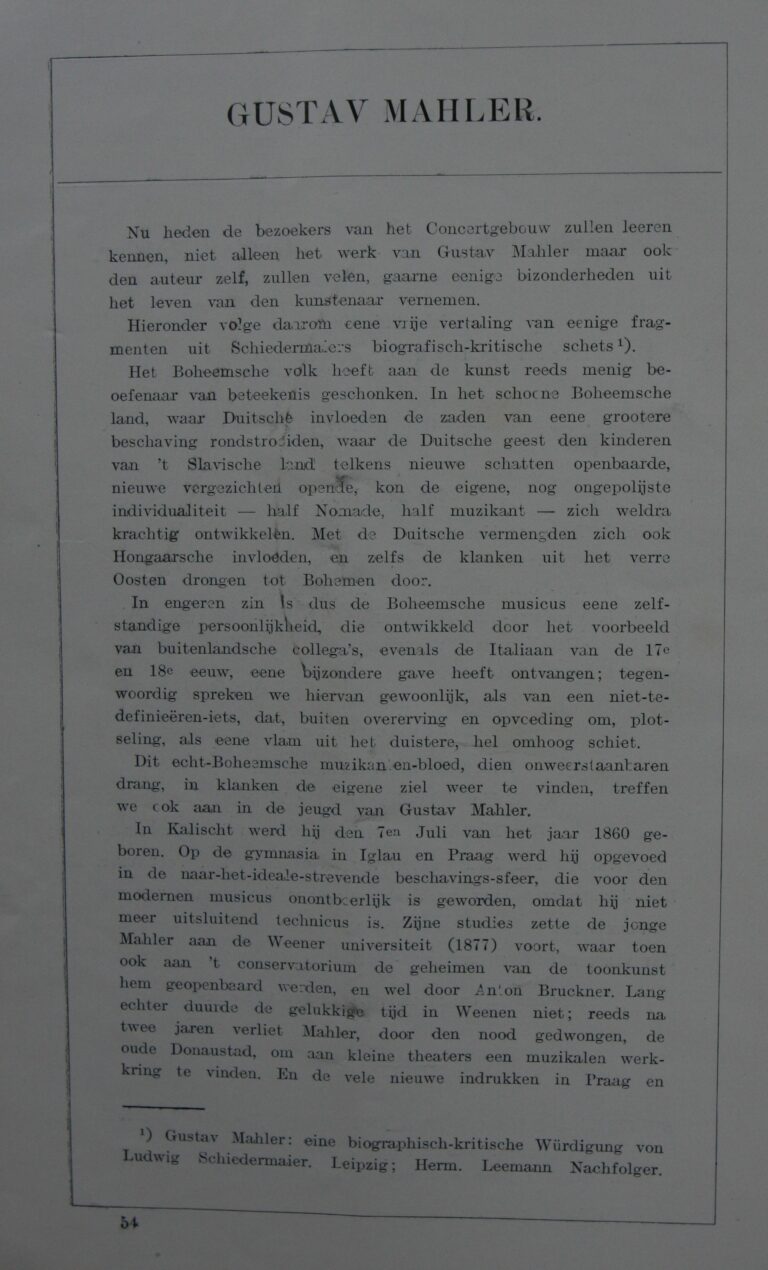 GUSTAV MAHLER.
Nu heden de bezoekers van het Concertgebouw zullen leeren
kennen, niet alleen het werk van Gustav Mahler maar ook
den auteur zelf, zullen velen, gaarne eenige bizonderheden uit
het leven van den kunstenaar vernemen.
Hieronder volge daarom eene vrije vertaling van eenige frag-
menten uit Schiedermaiers biografisch-kritische schets ¹).
Het Boheemsche volk heeft aan de kunst reeds menig be-
oefenaar van beteekenis geschonken. In het schoone Boheemsche
land, waar Duitsche invloeden de zaden van eene grootere
beschaving rondstrooiden, waar de Duitsche geest den kinderen
van 't Slavische land telkens nieuwe schatten openbaarde,
nieuwe vergezichten opende, kon de eigene, nog ongepolijste
individualiteit — half Nomade, half muzikant — zich weldra
krachtig ontwikkelen. Met de Duitsche vermengden zich ook
Hongaarsche invloeden, en zelfs de klanken uit het verre
Oosten drongen tot Bohemen door.
In engeren zin is dus de Boheemsche musicus eene zelf-
standige persoonlijkheid, die ontwikkeld door het voorbeeld
van buitenlandsche collega's, evenals de Italiaan van de 17e
en 18e eeuw, eene bijzondere gave heeft ontvangen; tegen-
woordig spreken we hiervan gewoonlijk, als van een niet-te-
definieëren-iets, dat, buiten overerving en opvoeding om, plot-
seling, als eene vlam uit het duistere, hel omhoog schiet.
Dit echt-Boheemsche muzikanten-bloed, dien onweerstaanbaren
drang, in klanken de eigene ziel weer te vinden, treffen
we ook aan in de jeugd van Gustav Mahler.
In Kalischt werd hij den 7en Juli van het jaar 1860 ge-
boren. Op de gymnasia in Iglau en Praag werd hij opgevoed
in de naar-het-ideale-strevende beschavings-sfeer, die voor den
modernen musicus onontbeerlijk is geworden, omdat hij niet
meer uitsluitend technicus is. Zijne studies zette de jonge
Mahler aan de Weener universiteit (1877) voort, waar toen
ook aan 't conservatorium de geheimen van de toonkunst
hem geopenbaard werden, en wel door Anton Bruckner. Lang
echter duurde de gelukkige tijd in Weenen niet; reeds na
twee jaren verliet Mahler, door den nood gedwongen, de
oude Donaustad, om aan kleine theaters een muzikalen werk-
kring te vinden. En de vele nieuwe indrukken in Praag en
¹) Gustav Mahler: eine biographisch-kritische Würdigung von
Ludwig Schiedermaier. Leipzig; Herm. Leemann Nachfolger.
54